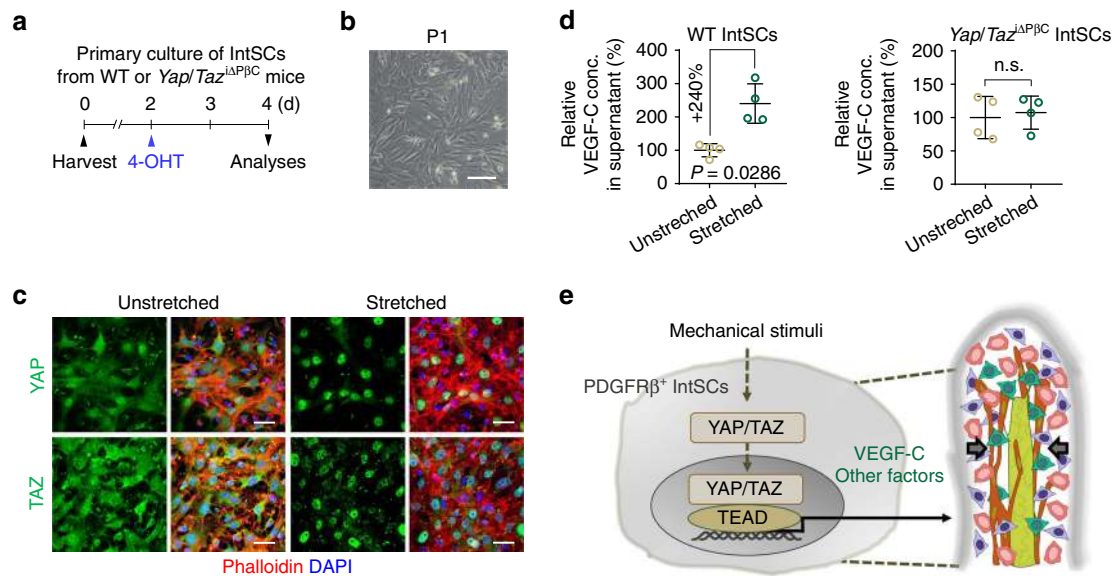 a
Primary culture of IntSCs
from WT or Yap/Taz^iΔPβC mice
0 2 3 4 (d)
Harvest 4-OHT Analyses
b
P1
c
Unstretched Stretched
YAP
TAZ
Phalloidin DAPI
d
WT IntSCs
Relative
VEGF-C conc.
in supernatant (%)
400
300
200
100
0
+240%
P = 0.0286
Unstreched
Stretched
Yap/Taz^iΔPβC IntSCs
Relative
VEGF-C conc.
in supernatant (%)
200
150
100
50
0
n.s.
Unstreched
Stretched
e
Mechanical stimuli
PDGFRβ⁺ IntSCs
YAP/TAZ
VEGF-C
Other factors
YAP/TAZ
TEAD